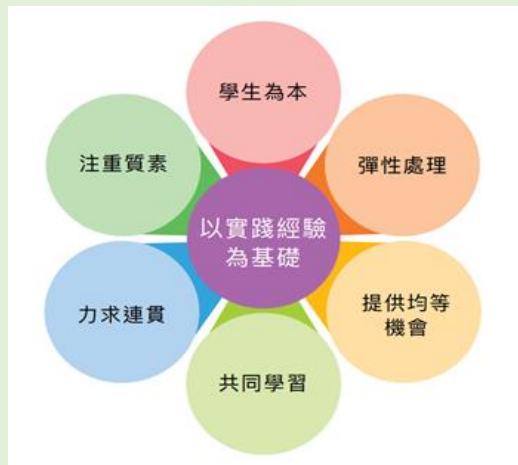 學生為本
彈性處理
提供均等
機會
共同學習
力求連貫
注重質素
以實踐經驗
為基礎